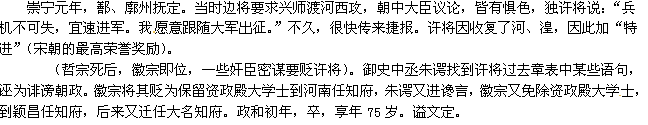 崇宁元年，鄯、廓州抚定。当时边将要求兴师渡河西攻，朝中大臣议论，皆有惧色，独许将说：“兵
机不可失，宜速进军。我愿意跟随大军出征。”不久，很快传来捷报。许将因收复了河、湟，因此加“特
进”（宋朝的最高荣誉奖励）。
（哲宗死后，徽宗即位，一些奸臣密谋要贬许将）。御史中丞朱谔找到许将过去章表中某些语句，
诬为诽谤朝政。徽宗将其贬为保留资政殿大学士到河南任知府，朱谔又进谗言，徽宗又免除资政殿大学士，
到颖昌任知府，后来又迁任大名知府。政和初年，卒，享年 75 岁。谥文定。